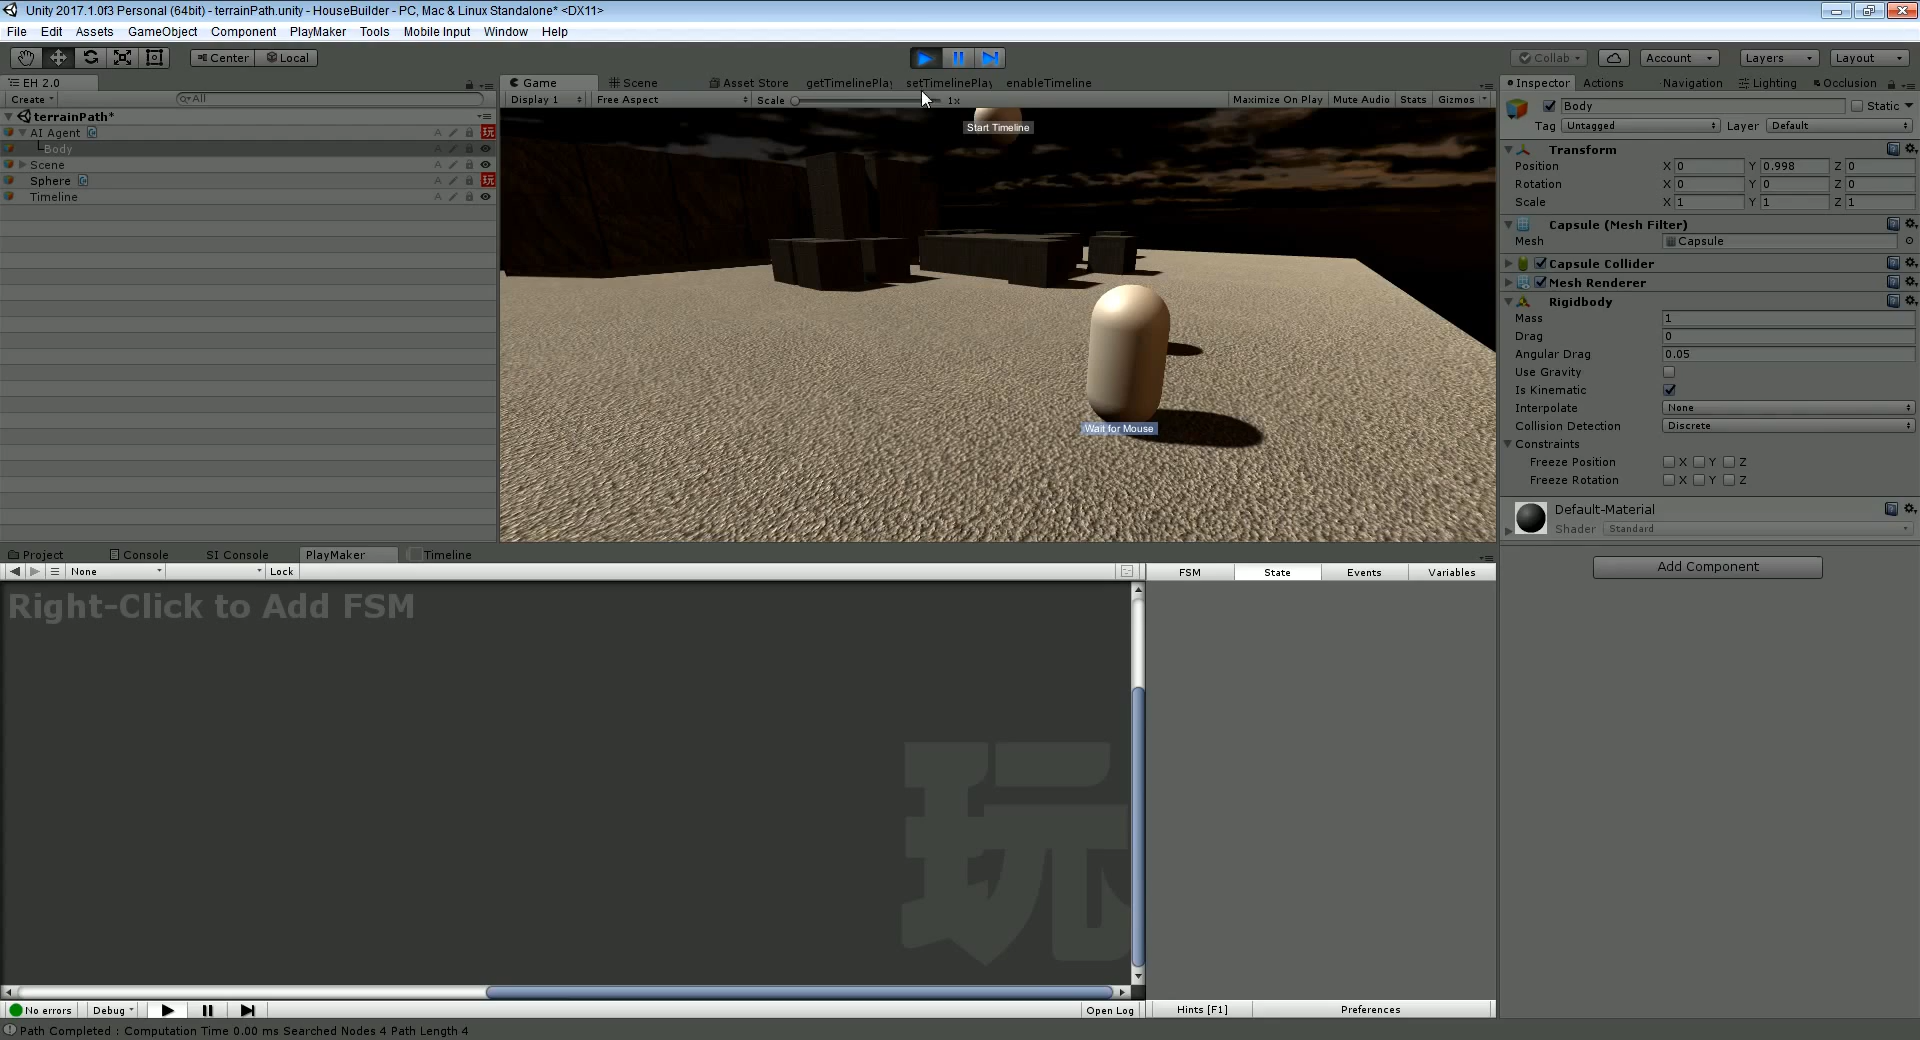 Unity 2017.1.0f3 Personal (64bit) - terrainPath.unity - HouseBuilder - PC, Mac & Linux Standalone* <DX11>
File Edit Assets GameObject Component PlayMaker Tools Mobile Input Window Help
Center Local Collab Account Layers Layout
EH 2.0 Game Scene Asset Store getTimelinePlay setTimelinePlay enableTimeline Inspector Actions Navigation Lighting Occlusion
Create All Display 1 Free Aspect Scale 1x Maximize On Play Mute Audio Stats Gizmos
Body Static
terrainPath*
Tag Untagged Layer Default
Start Timeline
AI Agent 玩
Body
Scene
Sphere 玩
Timeline
Transform
Position X 0 Y 0.998 Z 0
Rotation X 0 Y 0 Z 0
Scale X 1 Y 1 Z 1
Capsule (Mesh Filter)
Mesh Capsule
Capsule Collider
Mesh Renderer
Rigidbody
Mass 1
Drag 0
Angular Drag 0.05
Use Gravity
Is Kinematic
Interpolate None
Collision Detection Discrete
Constraints
Freeze Position X Y Z
Freeze Rotation X Y Z
Wait for Mouse
Default-Material
Shader Standard
Add Component
Project Console SI Console PlayMaker Timeline
None Lock FSM State Events Variables
Right-Click to Add FSM
玩
No errors Debug Open Log Hints [F1] Preferences
Path Completed : Computation Time 0.00 ms Searched Nodes 4 Path Length 4